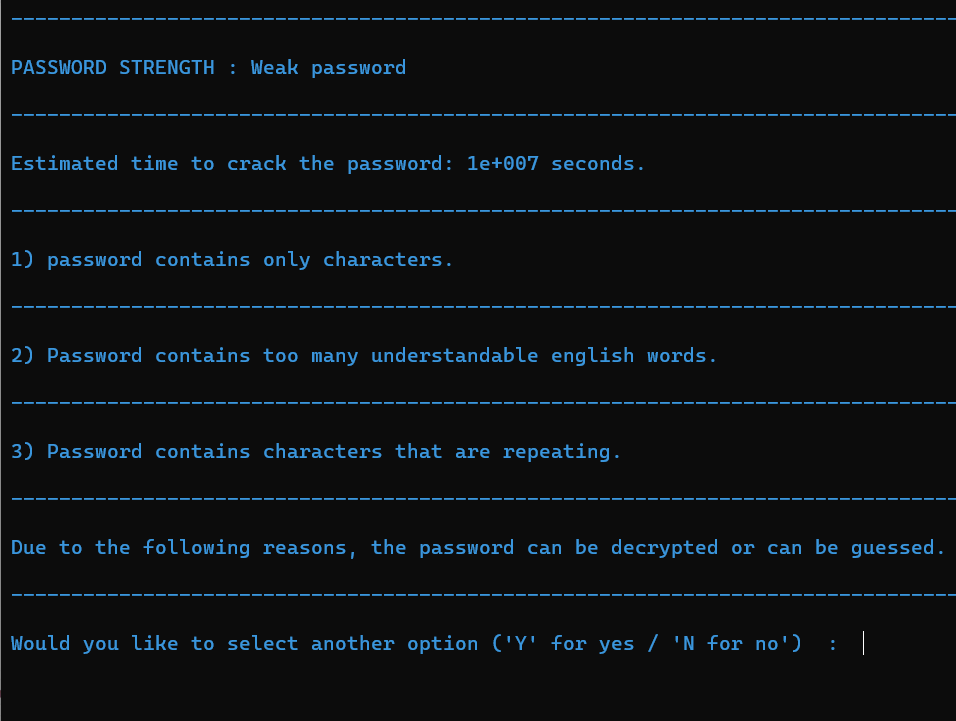 --------------------------------------------------------------------------------
PASSWORD STRENGTH : Weak password
--------------------------------------------------------------------------------
Estimated time to crack the password: 1e+007 seconds.
--------------------------------------------------------------------------------
1) password contains only characters.
--------------------------------------------------------------------------------
2) Password contains too many understandable english words.
--------------------------------------------------------------------------------
3) Password contains characters that are repeating.
--------------------------------------------------------------------------------
Due to the following reasons, the password can be decrypted or can be guessed.
--------------------------------------------------------------------------------
Would you like to select another option ('Y' for yes / 'N for no')  :